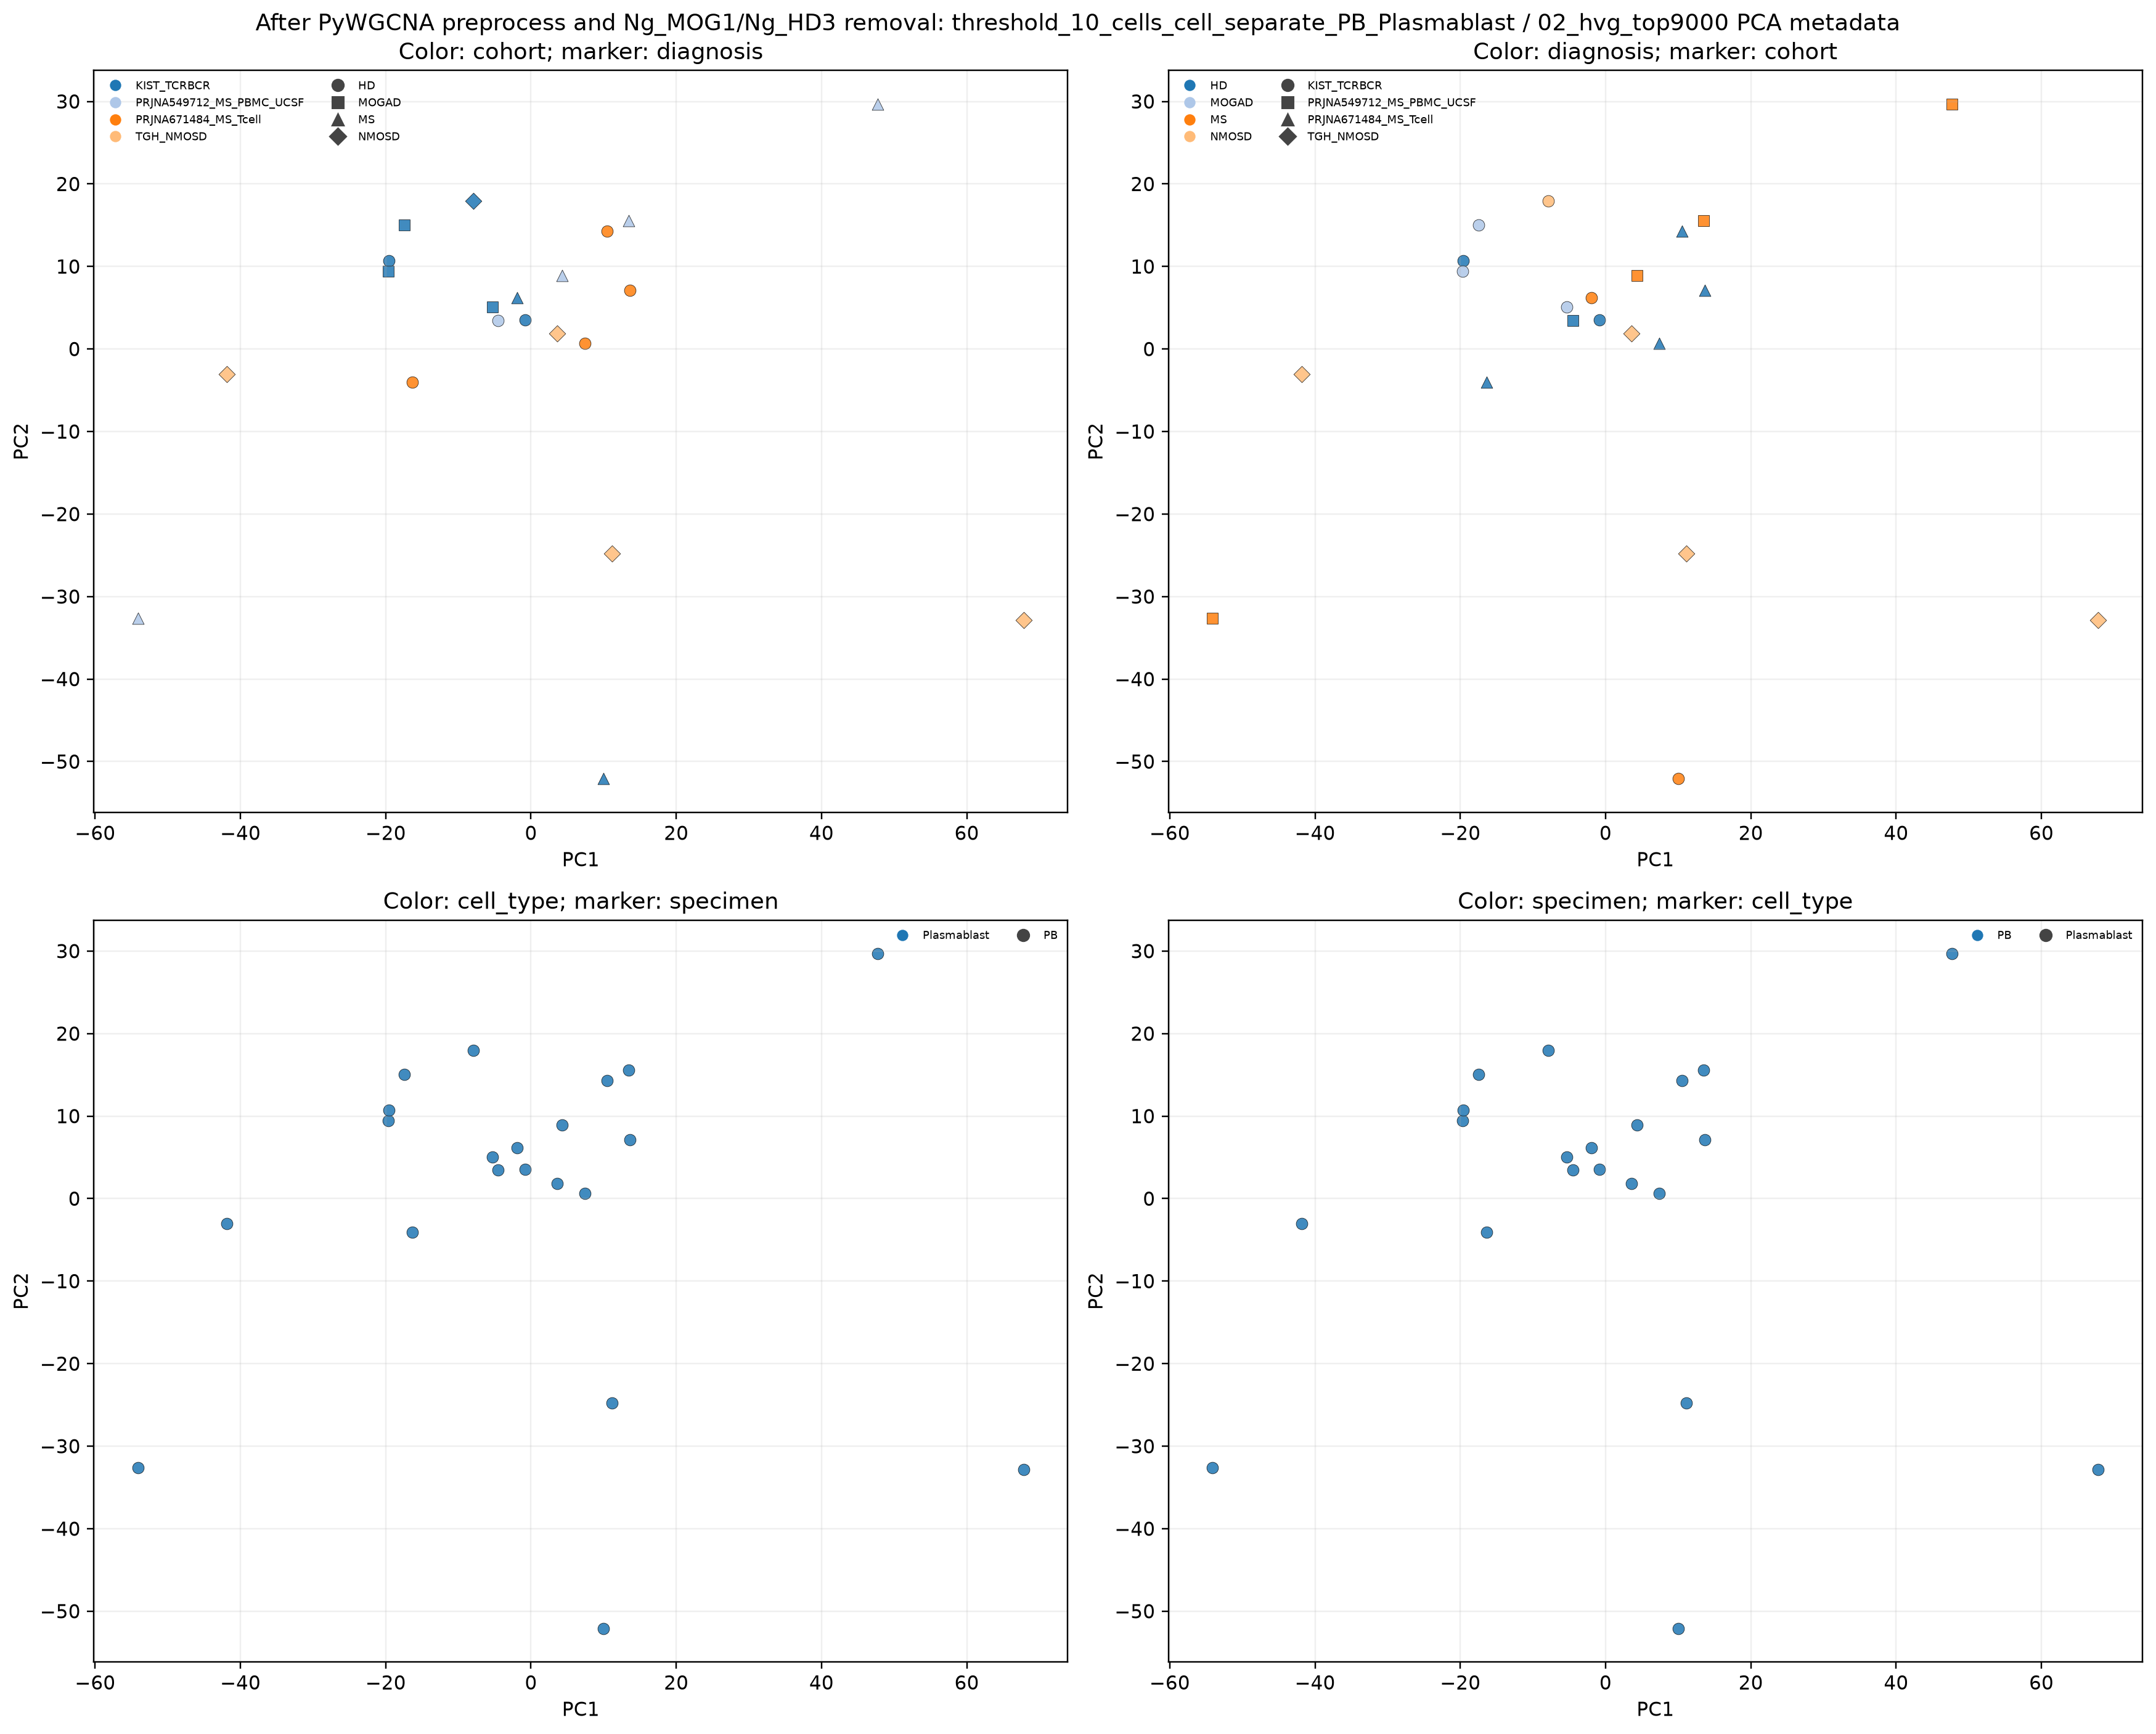 After PyWGCNA preprocess and Ng_MOG1/Ng_HD3 removal: threshold_10_cells_cell_separate_PB_Plasmablast / 02_hvg_top9000 PCA metadata
Color: cohort; marker: diagnosis
KIST_TCRBCR
PRJNA549712_MS_PBMC_UCSF
PRJNA671484_MS_Tcell
TGH_NMOSD
HD
MOGAD
MS
NMOSD
30
20
10
0
−10
−20
−30
−40
−50
PC2
−60 −40 −20 0 20 40 60
PC1
Color: diagnosis; marker: cohort
HD
MOGAD
MS
NMOSD
KIST_TCRBCR
PRJNA549712_MS_PBMC_UCSF
PRJNA671484_MS_Tcell
TGH_NMOSD
30
20
10
0
−10
−20
−30
−40
−50
PC2
−60 −40 −20 0 20 40 60
PC1
Color: cell_type; marker: specimen
Plasmablast PB
30
20
10
0
−10
−20
−30
−40
−50
PC2
−60 −40 −20 0 20 40 60
PC1
Color: specimen; marker: cell_type
PB Plasmablast
30
20
10
0
−10
−20
−30
−40
−50
PC2
−60 −40 −20 0 20 40 60
PC1